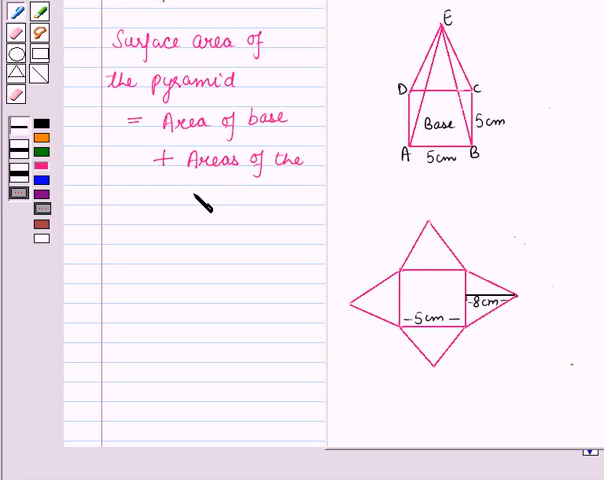 Surface area of
the pyramid
= Area of base
+ Areas of the
E
D
C
Base
5cm
A
5cm
B
-8cm-
-5cm-